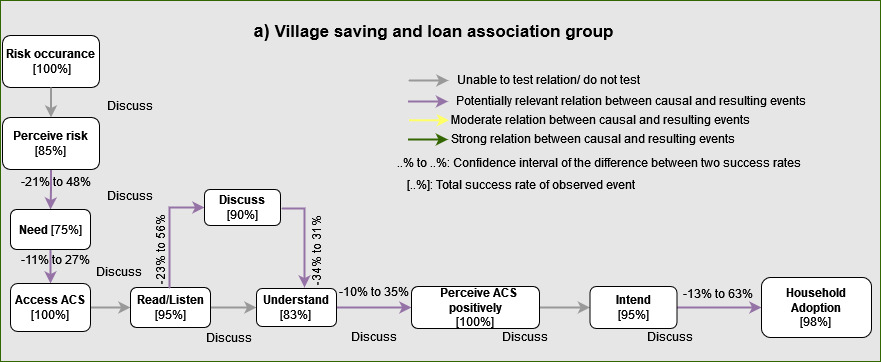 a) Village saving and loan association group
Risk occurance
[100%]
Unable to test relation/ do not test
Discuss
Potentially relevant relation between causal and resulting events
Moderate relation between causal and resulting events
Perceive risk
[85%]
Strong relation between causal and resulting events
..% to ..%: Confidence interval of the difference between two success rates
-21% to 48%
[..%]: Total success rate of observed event
Discuss
Discuss
[90%]
Need [75%]
-23% to 56%
-34% to 31%
-11% to 27%
Discuss
Access ACS
[100%]
Read/Listen
[95%]
Understand
[83%]
-10% to 35%
Perceive ACS
positively
[100%]
Intend
[95%]
-13% to 63%
Household
Adoption
[98%]
Discuss
Discuss
Discuss
Discuss